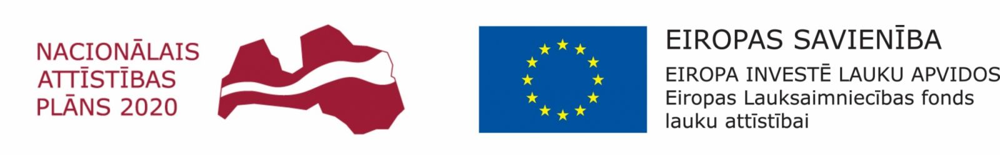 NACIONĀLAIS
ATTĪSTĪBAS
PLĀNS 2020
EIROPAS SAVIENĪBA
EIROPA INVESTĒ LAUKU APVIDOS
Eiropas Lauksaimniecības fonds
lauku attīstībai